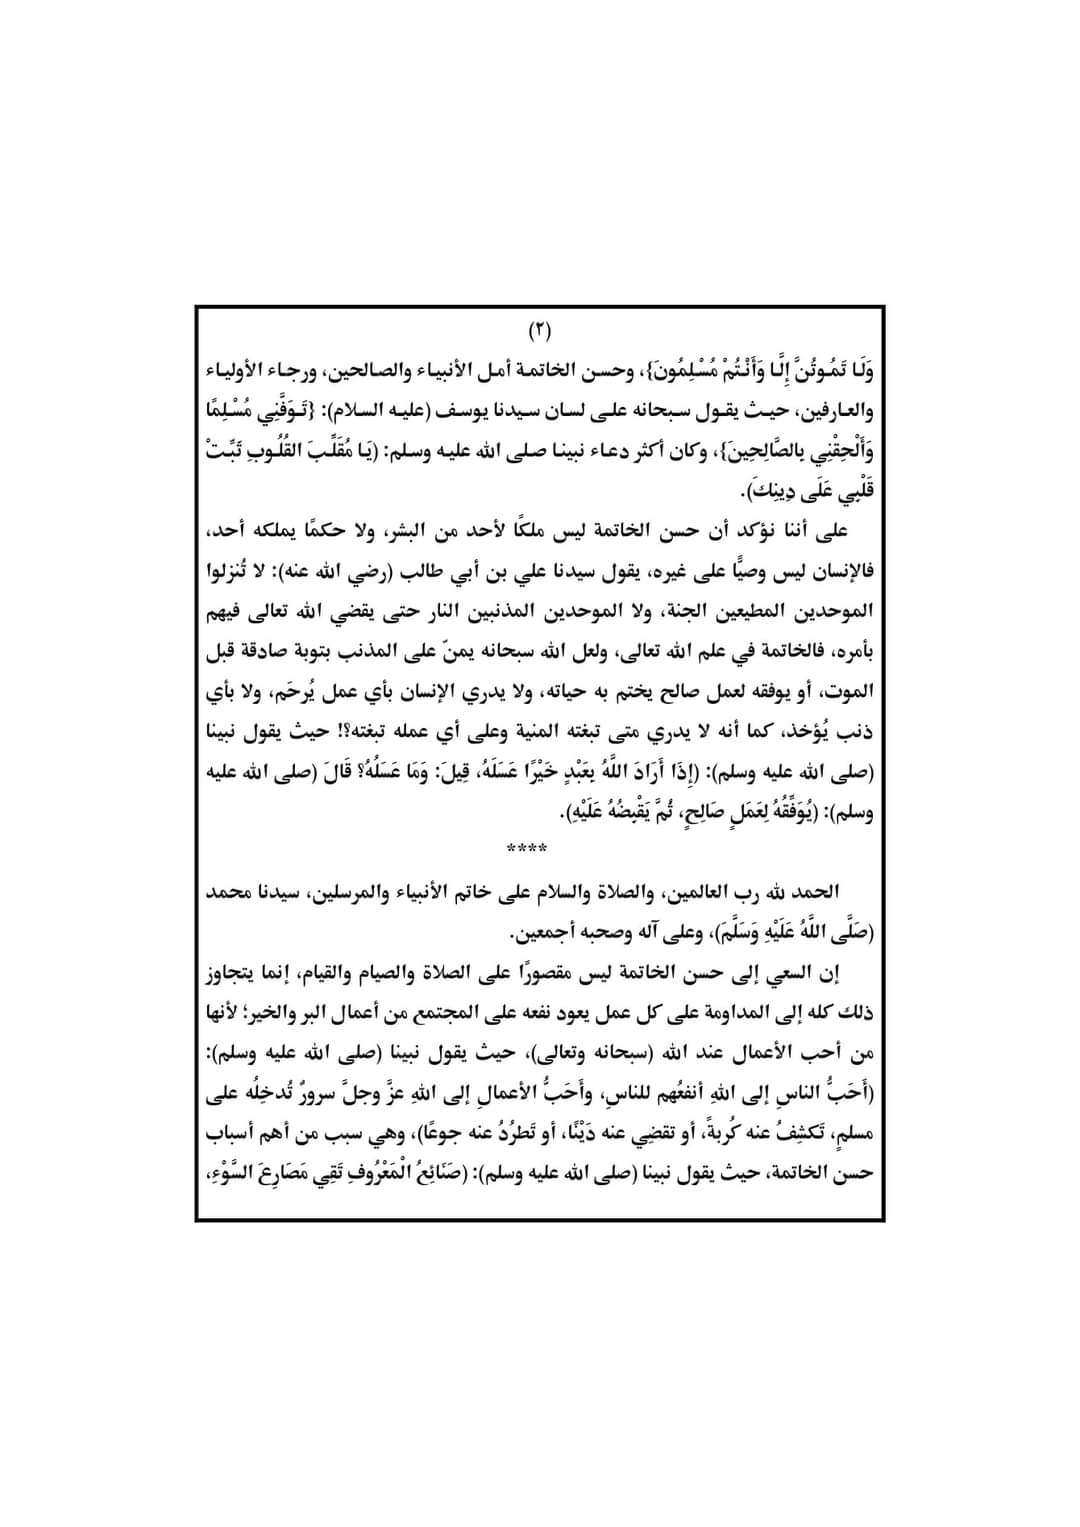 (٢)
وَلَا تَمُوتُنَّ إِلَّا وَأَنْتُمْ مُسْلِمُونَ}، وحسن الخاتمة أمل الأنبياء والصالحين، ورجاء الأولياء
والعارفين، حيث يقول سبحانه على لسان سيدنا يوسف (عليه السلام): {تَوَفَّنِي مُسْلِمًا
وَأَلْحِقْنِي بِالصَّالِحِينَ}، وكان أكثر دعاء نبينا صلى الله عليه وسلم: (يَا مُقَلِّبَ القُلُوبِ ثَبِّتْ
قَلْبِي عَلَى دِينِكَ).
على أننا نؤكد أن حسن الخاتمة ليس ملكًا لأحد من البشر، ولا حكمًا يملكه أحد،
فالإنسان ليس وصيًّا على غيره، يقول سيدنا علي بن أبي طالب (رضي الله عنه): لا تُنزلوا
الموحدين المطيعين الجنة، ولا الموحدين المذنبين النار حتى يقضي الله تعالى فيهم
بأمره، فالخاتمة في علم الله تعالى، ولعل الله سبحانه يمنّ على المذنب بتوبة صادقة قبل
الموت، أو يوفقه لعمل صالح يختم به حياته، ولا يدري الإنسان بأي عمل يُرحَم، ولا بأي
ذنب يُؤخذ، كما أنه لا يدري متى تبغته المنية وعلى أي عمله تبغته؟! حيث يقول نبينا
(صلى الله عليه وسلم): (إِذَا أَرَادَ اللَّهُ بِعَبْدٍ خَيْرًا عَسَلَهُ، قِيلَ: وَمَا عَسَلُهُ؟ قَالَ (صلى الله عليه
وسلم): (يُوَفِّقُهُ لِعَمَلٍ صَالِحٍ، ثُمَّ يَقْبِضُهُ عَلَيْهِ).
****
الحمد لله رب العالمين، والصلاة والسلام على خاتم الأنبياء والمرسلين، سيدنا محمد
(صَلَّى اللَّهُ عَلَيْهِ وَسَلَّمَ)، وعلى آله وصحبه أجمعين.
إن السعي إلى حسن الخاتمة ليس مقصورًا على الصلاة والصيام والقيام، إنما يتجاوز
ذلك كله إلى المداومة على كل عمل يعود نفعه على المجتمع من أعمال البر والخير؛ لأنها
من أحب الأعمال عند الله (سبحانه وتعالى)، حيث يقول نبينا (صلى الله عليه وسلم):
(أَحَبُّ الناسِ إلى اللهِ أنفعُهم للناسِ، وأَحَبُّ الأعمالِ إلى اللهِ عزَّ وجلَّ سرورٌ تُدخِلُه على
مسلمٍ، تَكشِفُ عنه كُربةً، أو تقضِي عنه دَيْنًا، أو تَطرُدُ عنه جوعًا)، وهي سبب من أهم أسباب
حسن الخاتمة، حيث يقول نبينا (صلى الله عليه وسلم): (صَنَائِعُ الْمَعْرُوفِ تَقِي مَصَارِعَ السَّوْءِ،